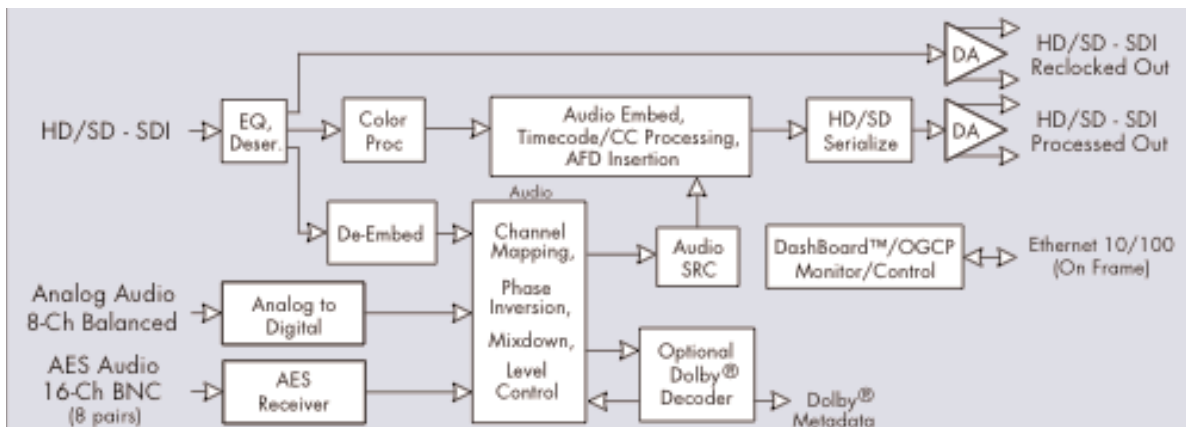 HD/SD - SDI
Reclocked Out
DA
HD/SD - SDI
EQ,
Deser.
Color
Proc
Audio Embed,
Timecode/CC Processing,
AFD Insertion
HD/SD
Serialize
DA
HD/SD - SDI
Processed Out
Audio
De-Embed
Channel
Mapping,
Phase
Inversion,
Mixdown,
Level
Control
Audio
SRC
DashBoard™/OGCP
Monitor/Control
Ethernet 10/100
(On Frame)
Analog Audio
8-Ch Balanced
Analog to
Digital
AES Audio
16-Ch BNC
(8 pairs)
AES
Receiver
Optional
Dolby®
Decoder
Dolby®
Metadata